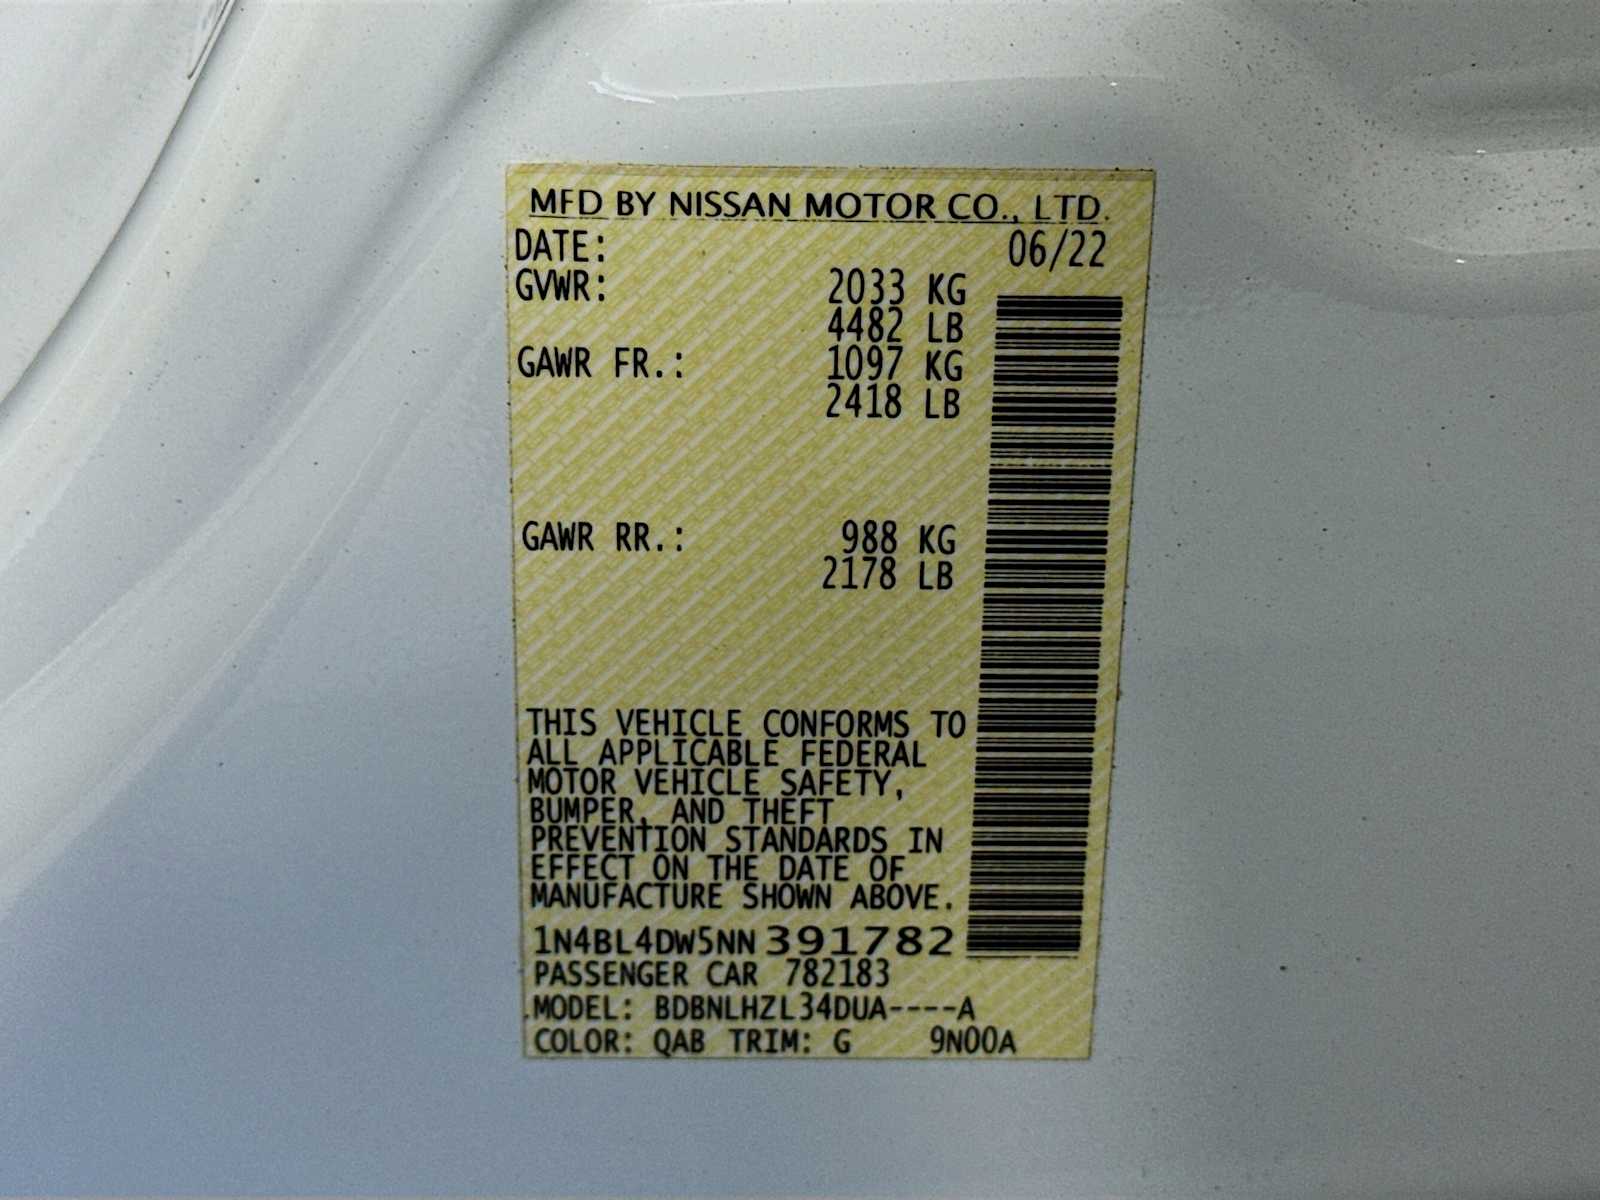 MFD BY NISSAN MOTOR CO., LTD.
DATE: 06/22
GVWR: 2033 KG
4482 LB
GAWR FR.: 1097 KG
2418 LB
GAWR RR.: 988 KG
2178 LB
THIS VEHICLE CONFORMS TO
ALL APPLICABLE FEDERAL
MOTOR VEHICLE SAFETY,
BUMPER, AND THEFT
PREVENTION STANDARDS IN
EFFECT ON THE DATE OF
MANUFACTURE SHOWN ABOVE.
1N4BL4DW5NN391782
PASSENGER CAR 782183
MODEL: BDBNLHZL34DUA----A
COLOR: QAB TRIM: G 9N00A